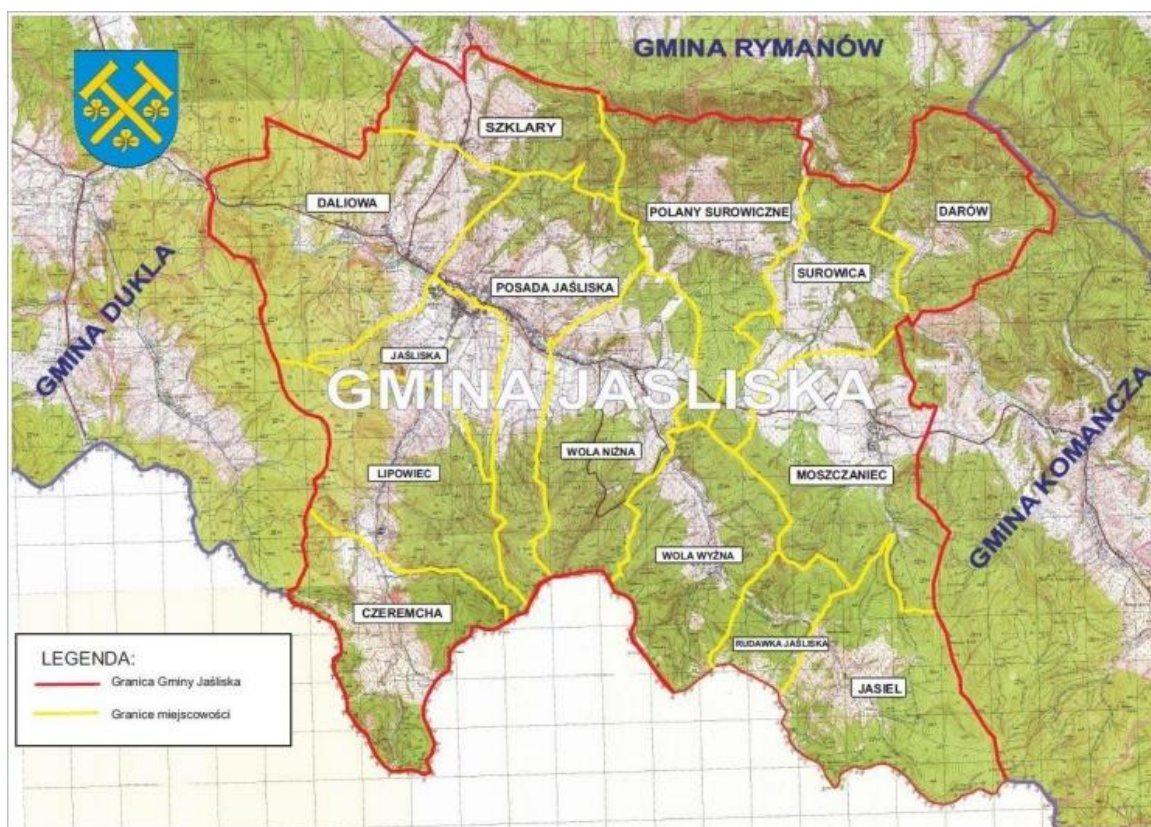 GMINA RYMANÓW
SZKLARY
DALIOWA
POLANY SUROWICZNE
DARÓW
SUROWICA
POSADA JAŚLISKA
GMINA DUKLA
JAŚLISKA
GMINA JAŚLISKA
WOLA NIŻNA
LIPOWIEC
MOSZCZANIEC
GMINA KOMAŃCZA
WOLA WYŻNA
CZEREMCHA
RUDAWKA JAŚLISKA
JASIEL
LEGENDA:
Granica Gminy Jaśliska
Granice miejscowości